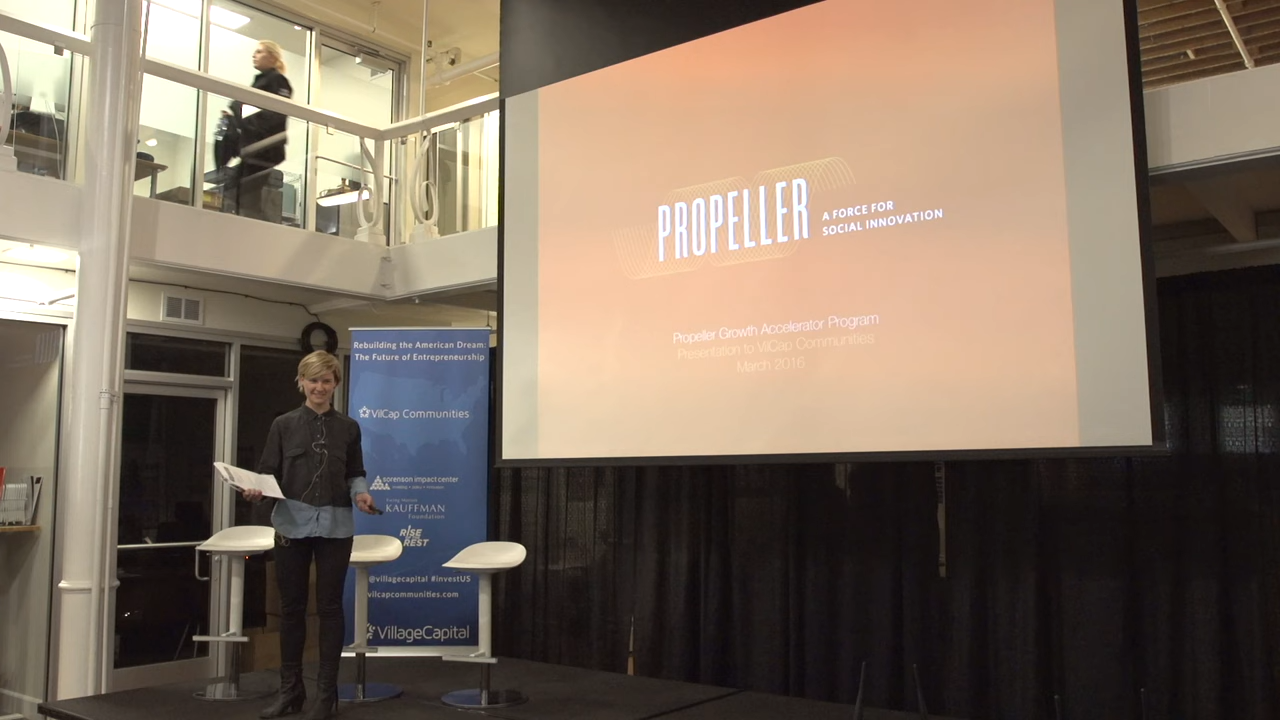 PROPELLER
A FORCE FOR
SOCIAL INNOVATION
Propeller Growth Accelerator Program
Presentation to VilCap Communities
March 2016
Rebuilding the American Dream:
The Future of Entrepreneurship
VilCap Communities
sorenson impact center
KAUFFMAN
Foundation
RISE
REST
@villagecapital #investUS
vilcapcommunities.com
VillageCapital